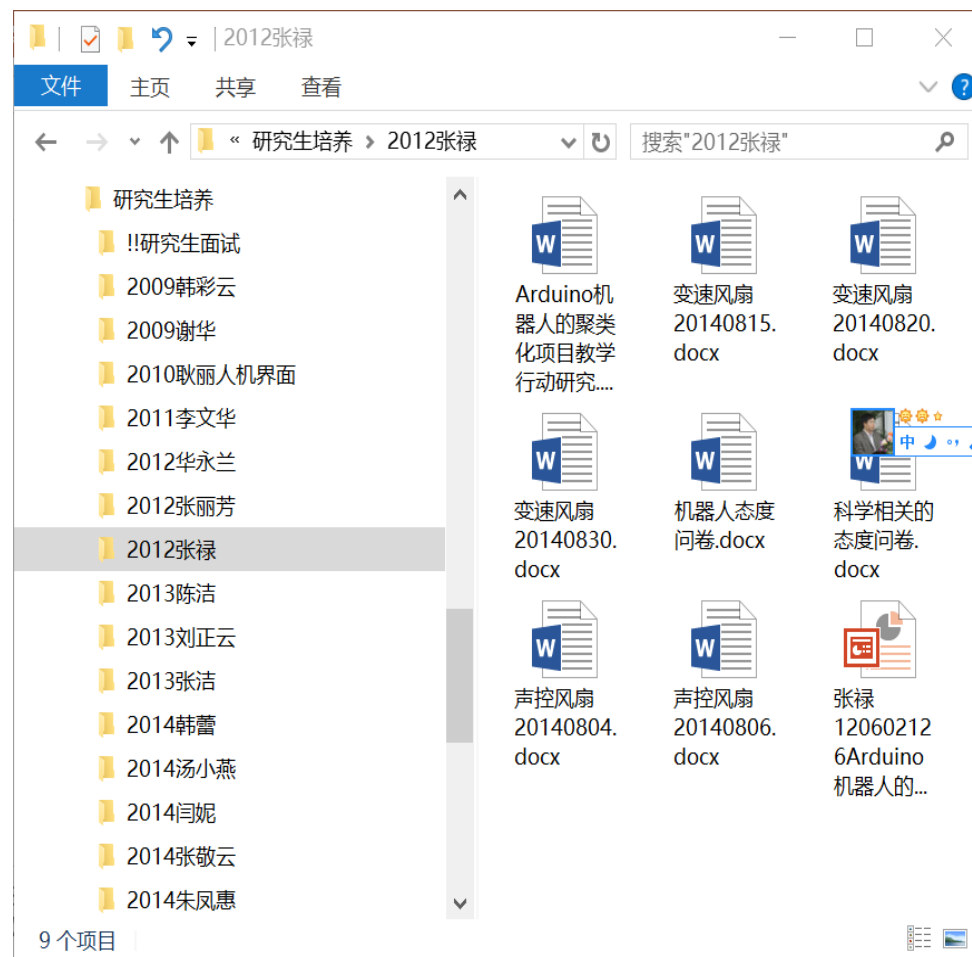 2012张禄
文件 主页 共享 查看
« 研究生培养 › 2012张禄
搜索"2012张禄"
研究生培养
!!研究生面试
2009韩彩云
2009谢华
2010耿丽人机界面
2011李文华
2012华永兰
2012张丽芳
2012张禄
2013陈洁
2013刘正云
2013张洁
2014韩蕾
2014汤小燕
2014闫妮
2014张敬云
2014朱凤惠
Arduino机
器人的聚类
化项目教学
行动研究....
变速风扇
20140815.
docx
变速风扇
20140820.
docx
变速风扇
20140830.
docx
机器人态度
问卷.docx
中
科学相关的
态度问卷.
docx
声控风扇
20140804.
docx
声控风扇
20140806.
docx
张禄
12060212
6Arduino
机器人的...
9 个项目